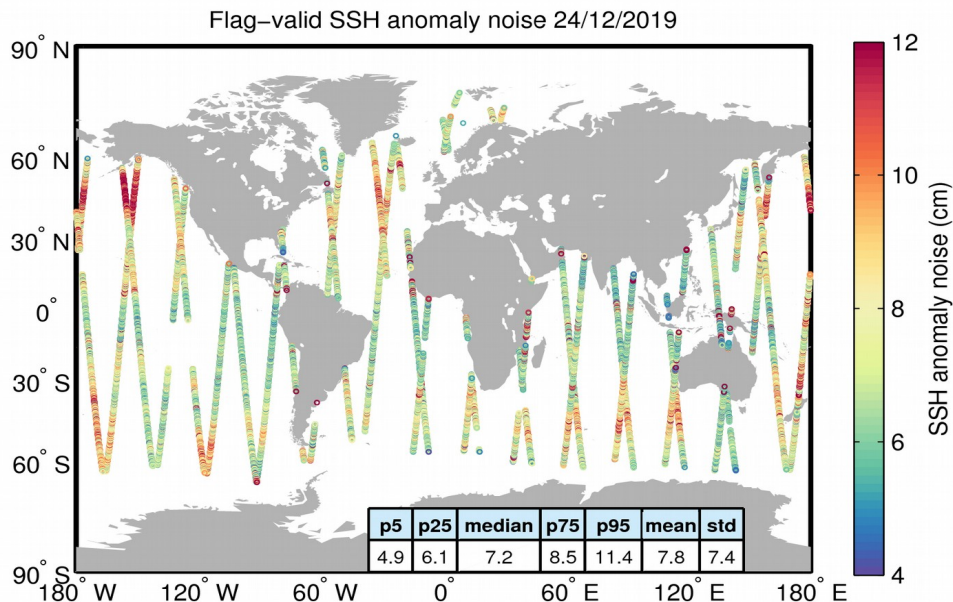 Flag−valid SSH anomaly noise 24/12/2019
90° N
60° N
30° N
0°
30° S
60° S
90° S
180° W
120° W
60° W
0°
60° E
120° E
180° E
p5 p25 median p75 p95 mean std
4.9 6.1 7.2 8.5 11.4 7.8 7.4
12
10
8
6
4
SSH anomaly noise (cm)